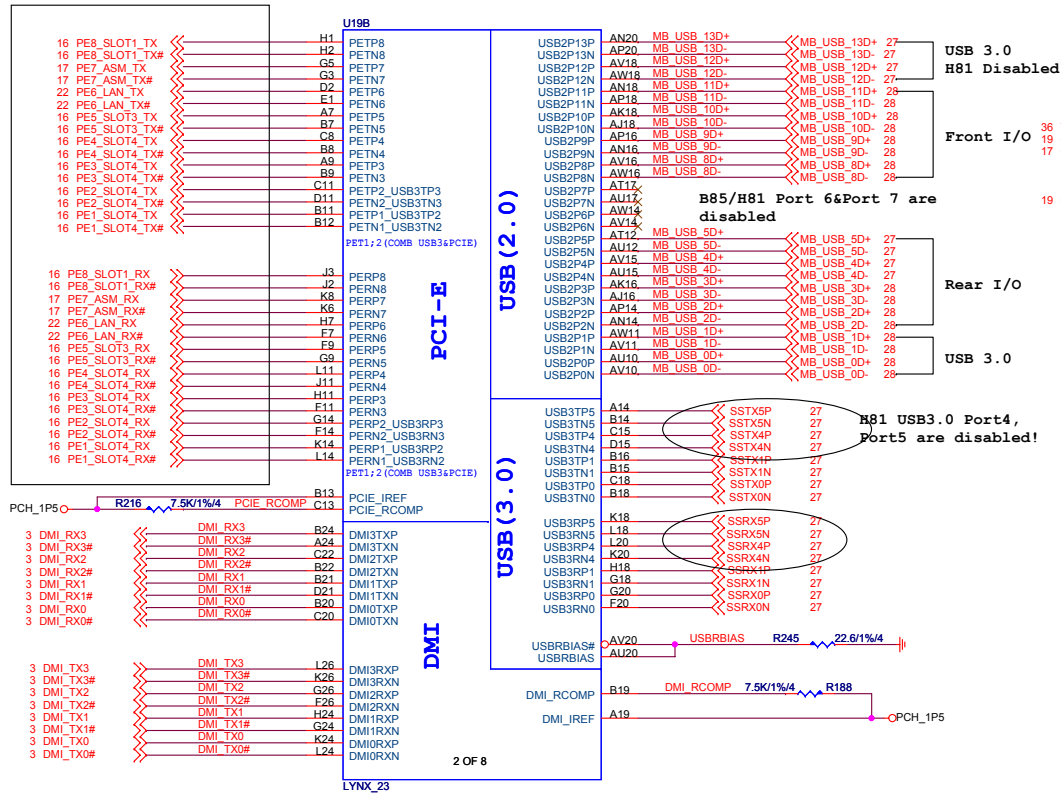 U19B
16 PE8_SLOT1_TX H1 PETP8
16 PE8_SLOT1_TX# H2 PETN8
17 PE7_ASM_TX G5 PETP7
17 PE7_ASM_TX# G3 PETN7
22 PE6_LAN_TX D2 PETP6
22 PE6_LAN_TX# E1 PETN6
16 PE5_SLOT3_TX A7 PETP5
16 PE5_SLOT3_TX# B7 PETN5
16 PE4_SLOT4_TX C8 PETP4
16 PE4_SLOT4_TX# B8 PETN4
16 PE3_SLOT4_TX A9 PETP3
16 PE3_SLOT4_TX# B9 PETN3
16 PE2_SLOT4_TX C11 PETP2_USB3TP3
16 PE2_SLOT4_TX# D11 PETN2_USB3TN3
16 PE1_SLOT4_TX B11 PETP1_USB3TP2
16 PE1_SLOT4_TX# B12 PETN1_USB3TN2
PET1;2(COMB USB3&PCIE)
16 PE8_SLOT1_RX J3 PERP8
16 PE8_SLOT1_RX# J2 PERN8
17 PE7_ASM_RX K8 PERP7
17 PE7_ASM_RX# K6 PERN7
22 PE6_LAN_RX H7 PERP6
22 PE6_LAN_RX# F7 PERN6
16 PE5_SLOT3_RX F9 PERP5
16 PE5_SLOT3_RX# G9 PERN5
16 PE4_SLOT4_RX L11 PERP4
16 PE4_SLOT4_RX# J11 PERN4
16 PE3_SLOT4_RX H11 PERP3
16 PE3_SLOT4_RX# F11 PERN3
16 PE2_SLOT4_RX G14 PERP2_USB3RP3
16 PE2_SLOT4_RX# F14 PERN2_USB3RN3
16 PE1_SLOT4_RX K14 PERP1_USB3RP2
16 PE1_SLOT4_RX# L14 PERN1_USB3RN2
PET1;2(COMB USB3&PCIE)
PCI-E
B13 PCIE_IREF
PCH_1P5 R216 7.5K/1%/4 PCIE_RCOMP C13 PCIE_RCOMP
3 DMI_RX3 DMI_RX3 B24 DMI3TXP
3 DMI_RX3# DMI_RX3# A24 DMI3TXN
3 DMI_RX2 DMI_RX2 C22 DMI2TXP
3 DMI_RX2# DMI_RX2# B22 DMI2TXN
3 DMI_RX1 DMI_RX1 B21 DMI1TXP
3 DMI_RX1# DMI_RX1# D21 DMI1TXN
3 DMI_RX0 DMI_RX0 B20 DMI0TXP
3 DMI_RX0# DMI_RX0# C20 DMI0TXN
DMI
3 DMI_TX3 DMI_TX3 L26 DMI3RXP
3 DMI_TX3# DMI_TX3# K26 DMI3RXN
3 DMI_TX2 DMI_TX2 G26 DMI2RXP
3 DMI_TX2# DMI_TX2# F26 DMI2RXN
3 DMI_TX1 DMI_TX1 H24 DMI1RXP
3 DMI_TX1# DMI_TX1# G24 DMI1RXN
3 DMI_TX0 DMI_TX0 K24 DMI0RXP
3 DMI_TX0# DMI_TX0# L24 DMI0RXN
USB(2.0)
USB2P13P AN20 MB_USB_13D+ MB_USB_13D+ 27
USB2P13N AP20 MB_USB_13D- MB_USB_13D- 27
USB2P12P AV18 MB_USB_12D+ MB_USB_12D+ 27
USB2P12N AW18 MB_USB_12D- MB_USB_12D- 27
USB 3.0
H81 Disabled
USB2P11P AN18 MB_USB_11D+ MB_USB_11D+ 28
USB2P11N AP18 MB_USB_11D- MB_USB_11D- 28
USB2P10P AK18 MB_USB_10D+ MB_USB_10D+ 28
USB2P10N AJ18 MB_USB_10D- MB_USB_10D- 28
USB2P9P AP16 MB_USB_9D+ MB_USB_9D+ 28
USB2P9N AN16 MB_USB_9D- MB_USB_9D- 28
USB2P8P AV16 MB_USB_8D+ MB_USB_8D+ 28
USB2P8N AW16 MB_USB_8D- MB_USB_8D- 28
Front I/O
36
19
17
USB2P7P AT17
USB2P7N AU17
USB2P6P AW14
USB2P6N AV14
B85/H81 Port 6&Port 7 are
disabled
19
USB2P5P AT12 MB_USB_5D+ MB_USB_5D+ 27
USB2P5N AU12 MB_USB_5D- MB_USB_5D- 27
USB2P4P AV15 MB_USB_4D+ MB_USB_4D+ 27
USB2P4N AU15 MB_USB_4D- MB_USB_4D- 27
USB2P3P AK16 MB_USB_3D+ MB_USB_3D+ 28
USB2P3N AJ16 MB_USB_3D- MB_USB_3D- 28
USB2P2P AP14 MB_USB_2D+ MB_USB_2D+ 28
USB2P2N AN14 MB_USB_2D- MB_USB_2D- 28
Rear I/O
USB2P1P AW11 MB_USB_1D+ MB_USB_1D+ 28
USB2P1N AV11 MB_USB_1D- MB_USB_1D- 28
USB2P0P AU10 MB_USB_0D+ MB_USB_0D+ 28
USB2P0N AV10 MB_USB_0D- MB_USB_0D- 28
USB 3.0
USB(3.0)
USB3TP5 A14 SSTX5P 27
USB3TN5 B14 SSTX5N 27
USB3TP4 C15 SSTX4P 27
USB3TN4 D15 SSTX4N 27
H81 USB3.0 Port4,
Port5 are disabled!
USB3TP1 B16 SSTX1P 27
USB3TN1 B15 SSTX1N 27
USB3TP0 C18 SSTX0P 27
USB3TN0 B18 SSTX0N 27
USB3RP5 K18 SSRX5P 27
USB3RN5 L18 SSRX5N 27
USB3RP4 L20 SSRX4P 27
USB3RN4 K20 SSRX4N 27
USB3RP1 H18 SSRX1P 27
USB3RN1 G18 SSRX1N 27
USB3RP0 G20 SSRX0P 27
USB3RN0 F20 SSRX0N 27
USBRBIAS# AV20 USBRBIAS R245 22.6/1%/4
USBRBIAS AU20
DMI_RCOMP B19 DMI_RCOMP 7.5K/1%/4 R188
DMI_IREF A19 PCH_1P5
2 OF 8
LYNX_23